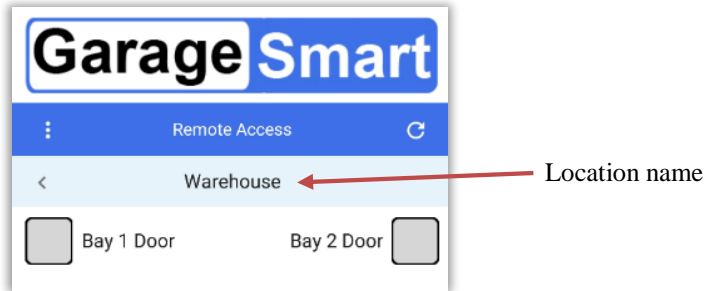 Garage Smart
Remote Access
Warehouse
Location name
Bay 1 Door
Bay 2 Door